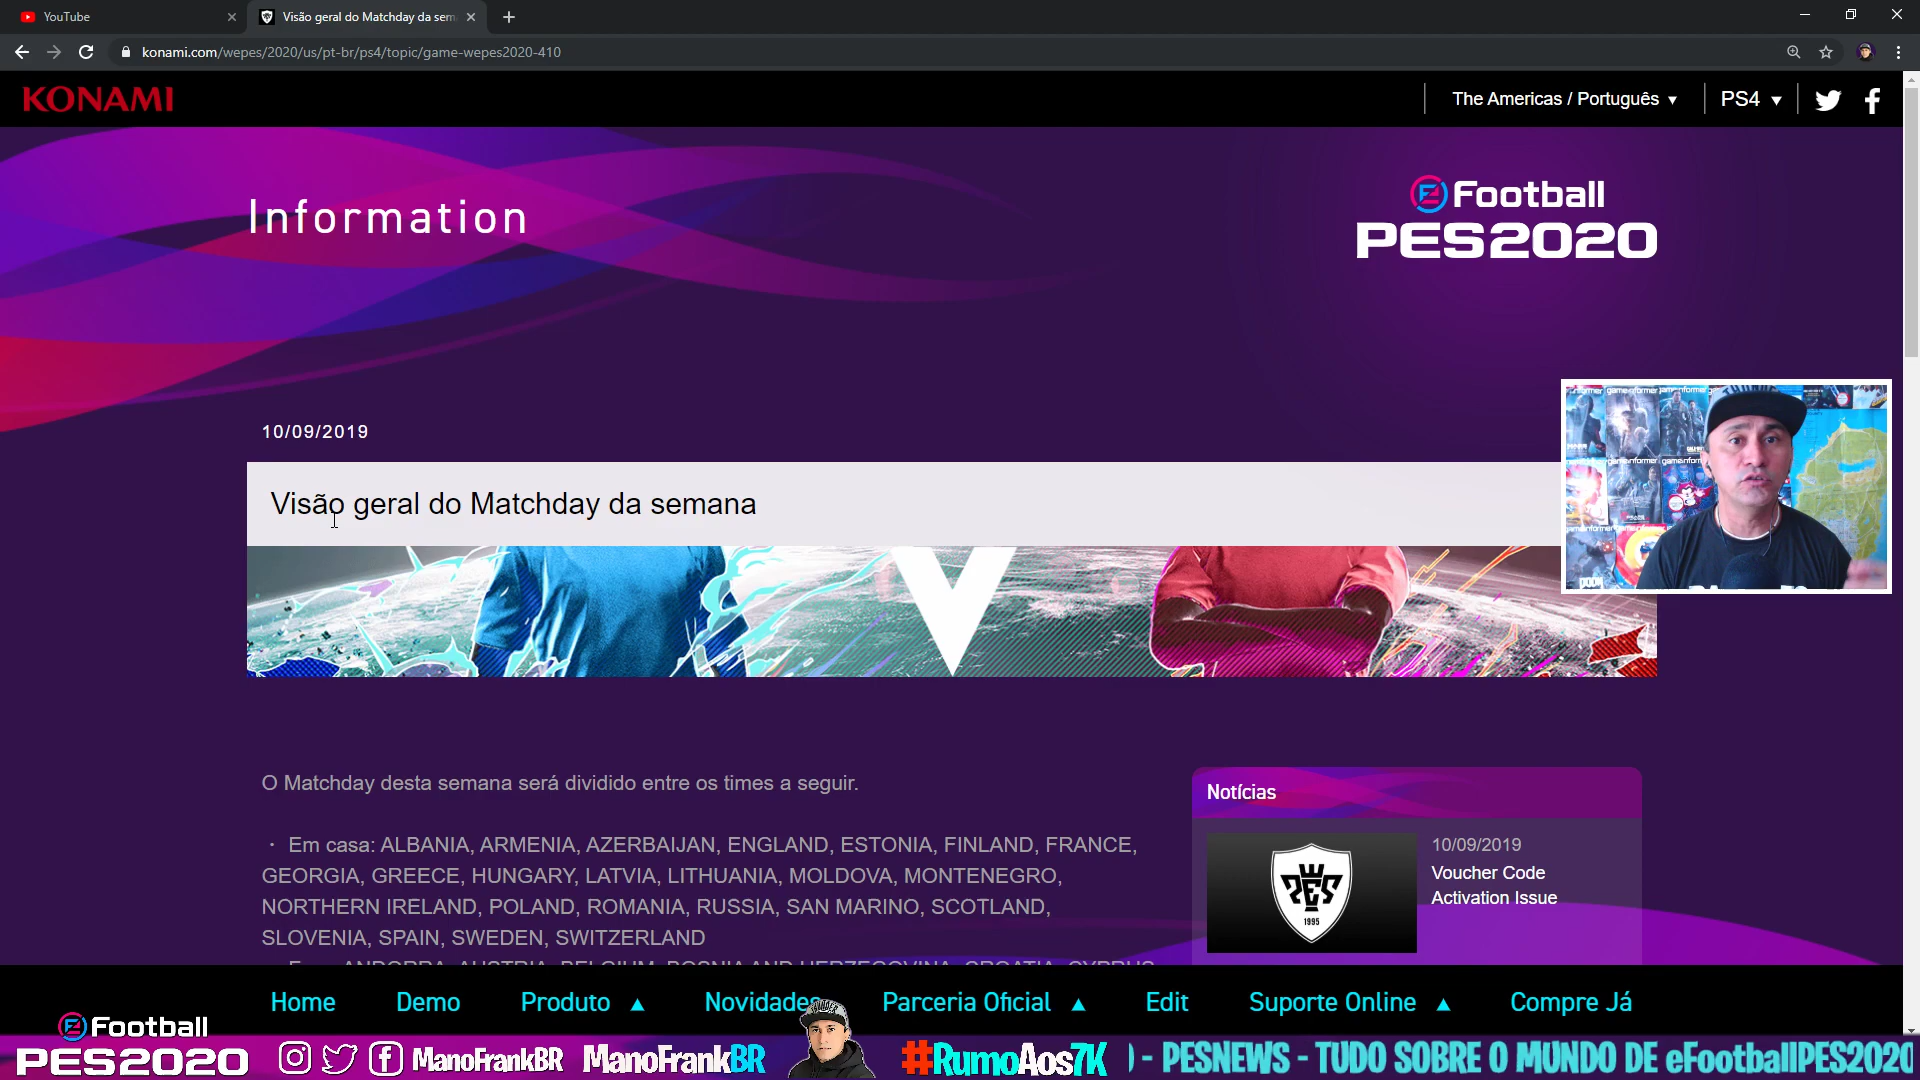 YouTube
Visão geral do Matchday da sem
konami.com/wepes/2020/us/pt-br/ps4/topic/game-wepes2020-410
KONAMI
The Americas / Português ▼
PS4 ▼
Information
eFootball
PES2020
10/09/2019
Visão geral do Matchday da semana
V
O Matchday desta semana será dividido entre os times a seguir.
・ Em casa: ALBANIA, ARMENIA, AZERBAIJAN, ENGLAND, ESTONIA, FINLAND, FRANCE,
GEORGIA, GREECE, HUNGARY, LATVIA, LITHUANIA, MOLDOVA, MONTENEGRO,
NORTHERN IRELAND, POLAND, ROMANIA, RUSSIA, SAN MARINO, SCOTLAND,
SLOVENIA, SPAIN, SWEDEN, SWITZERLAND
Notícias
PES
1995
10/09/2019
Voucher Code
Activation Issue
Home
Demo
Produto ▲
Novidades
Parceria Oficial ▲
Edit
Suporte Online ▲
Compre Já
eFootball
PES2020
ManoFrankBR
ManoFrankBR
#RumoAos7K
- PESNEWS - TUDO SOBRE O MUNDO DE eFootballPES2020